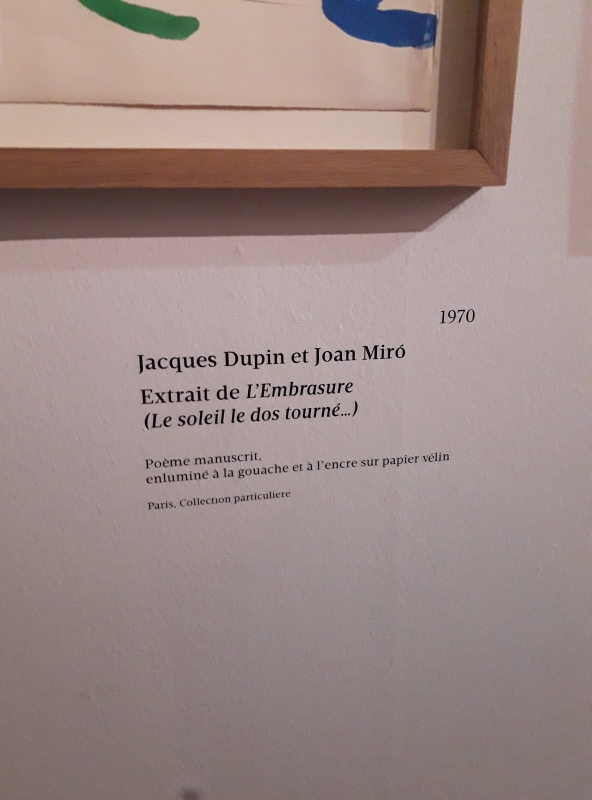 1970
Jacques Dupin et Joan Miró
Extrait de L'Embrasure
(Le soleil le dos tourné...)
Poème manuscrit,
enluminé à la gouache et à l'encre sur papier vélin
Paris, Collection particuliere